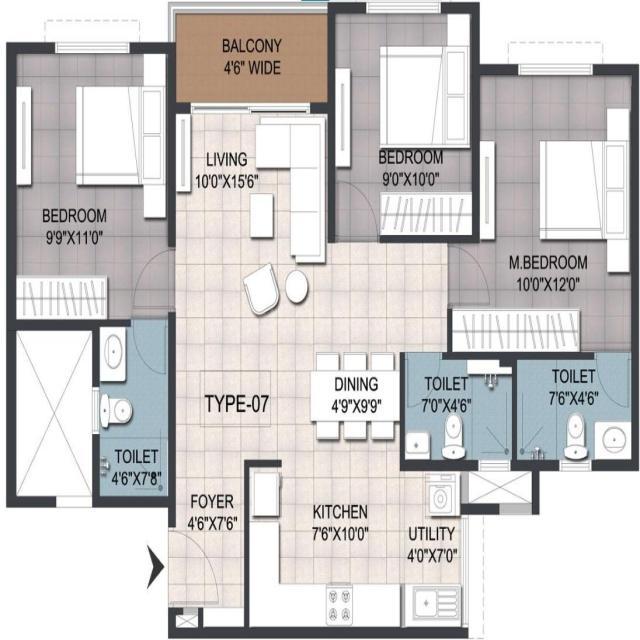 BALCONY
4'6" WIDE
LIVING
10'0"X15'6"
BEDROOM
9'0"X10'0"
BEDROOM
9'9"X11'0"
M.BEDROOM
10'0"X12'0"
TYPE-07
DINING
4'9"X9'9"
TOILET
7'0"X4'6"
TOILET
7'6"X4'6"
TOILET
4'6"X7'8"
FOYER
4'6"X7'6"
KITCHEN
7'6"X10'0"
UTILITY
4'0"X7'0"